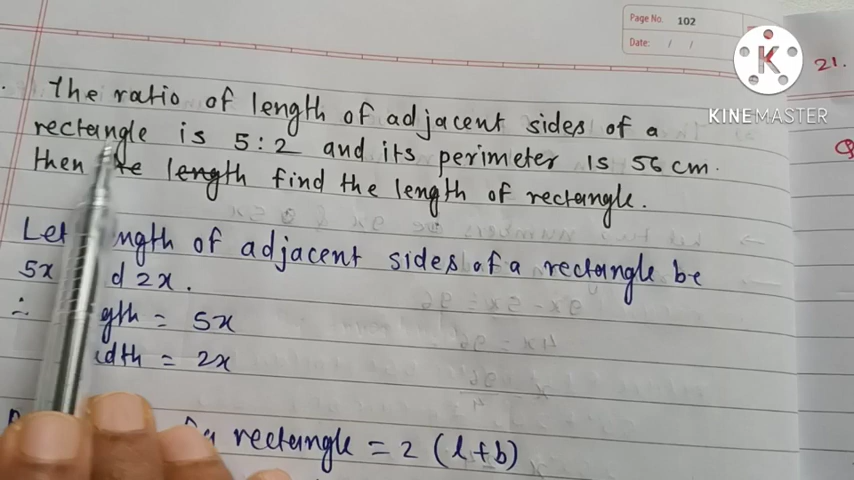 Page No. 102
Date: / /
21.
K
KINEMASTER
The ratio of length of adjacent sides of a
rectangle is 5:2 and its perimeter is 56 cm.
then length find the length of rectangle.
Let ngth of adjacent sides of a rectangle be
5x d 2x.
∴ gth = 5x
dth = 2x
rectangle = 2 (l+b)